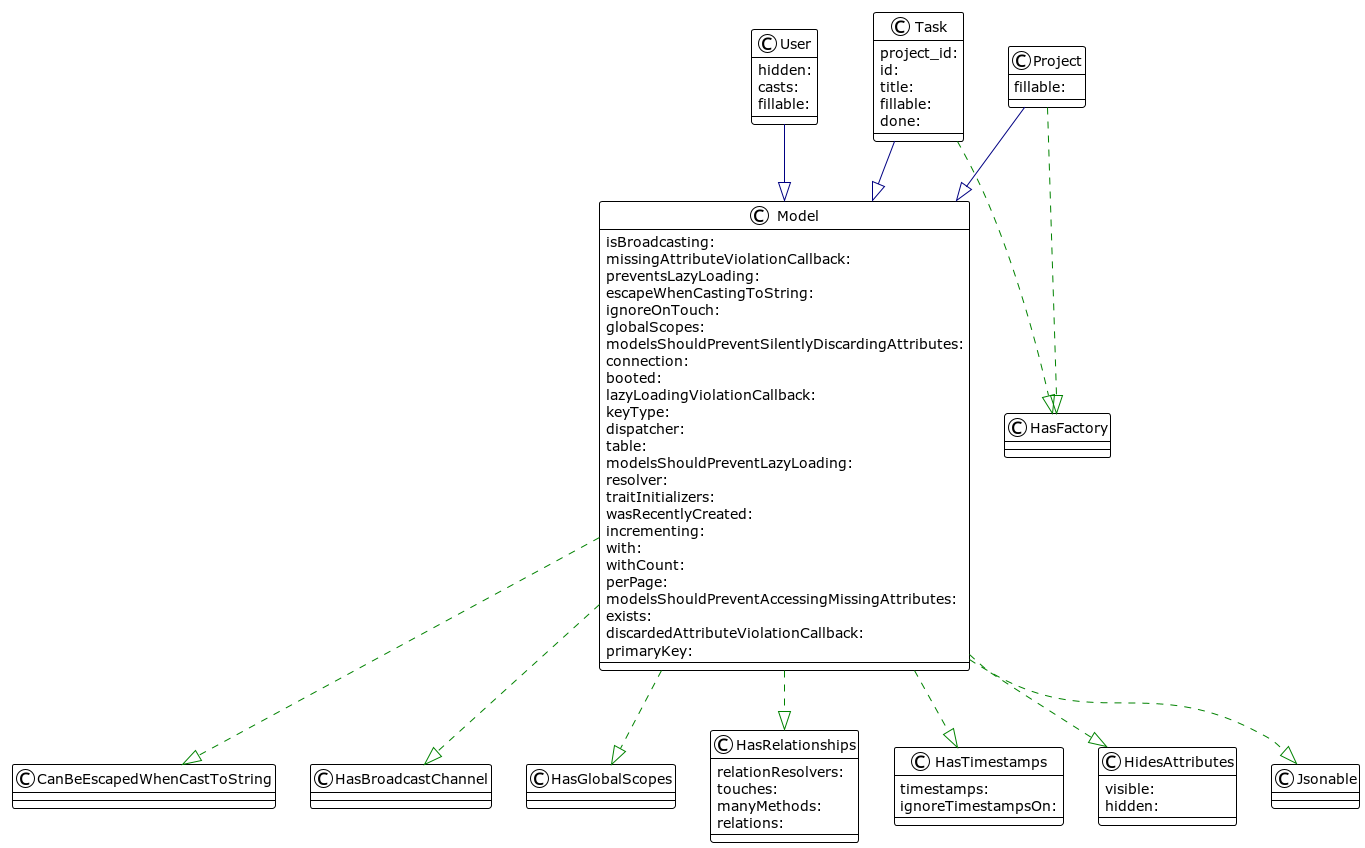 C User
hidden:
casts:
fillable:
C Task
project_id:
id:
title:
fillable:
done:
C Project
fillable:
C Model
isBroadcasting:
missingAttributeViolationCallback:
preventsLazyLoading:
escapeWhenCastingToString:
ignoreOnTouch:
globalScopes:
modelsShouldPreventSilentlyDiscardingAttributes:
connection:
booted:
lazyLoadingViolationCallback:
keyType:
dispatcher:
table:
modelsShouldPreventLazyLoading:
resolver:
traitInitializers:
wasRecentlyCreated:
incrementing:
with:
withCount:
perPage:
modelsShouldPreventAccessingMissingAttributes:
exists:
discardedAttributeViolationCallback:
primaryKey:
C HasFactory
C CanBeEscapedWhenCastToString
C HasBroadcastChannel
C HasGlobalScopes
C HasRelationships
relationResolvers:
touches:
manyMethods:
relations:
C HasTimestamps
timestamps:
ignoreTimestampsOn:
C HidesAttributes
visible:
hidden:
C Jsonable